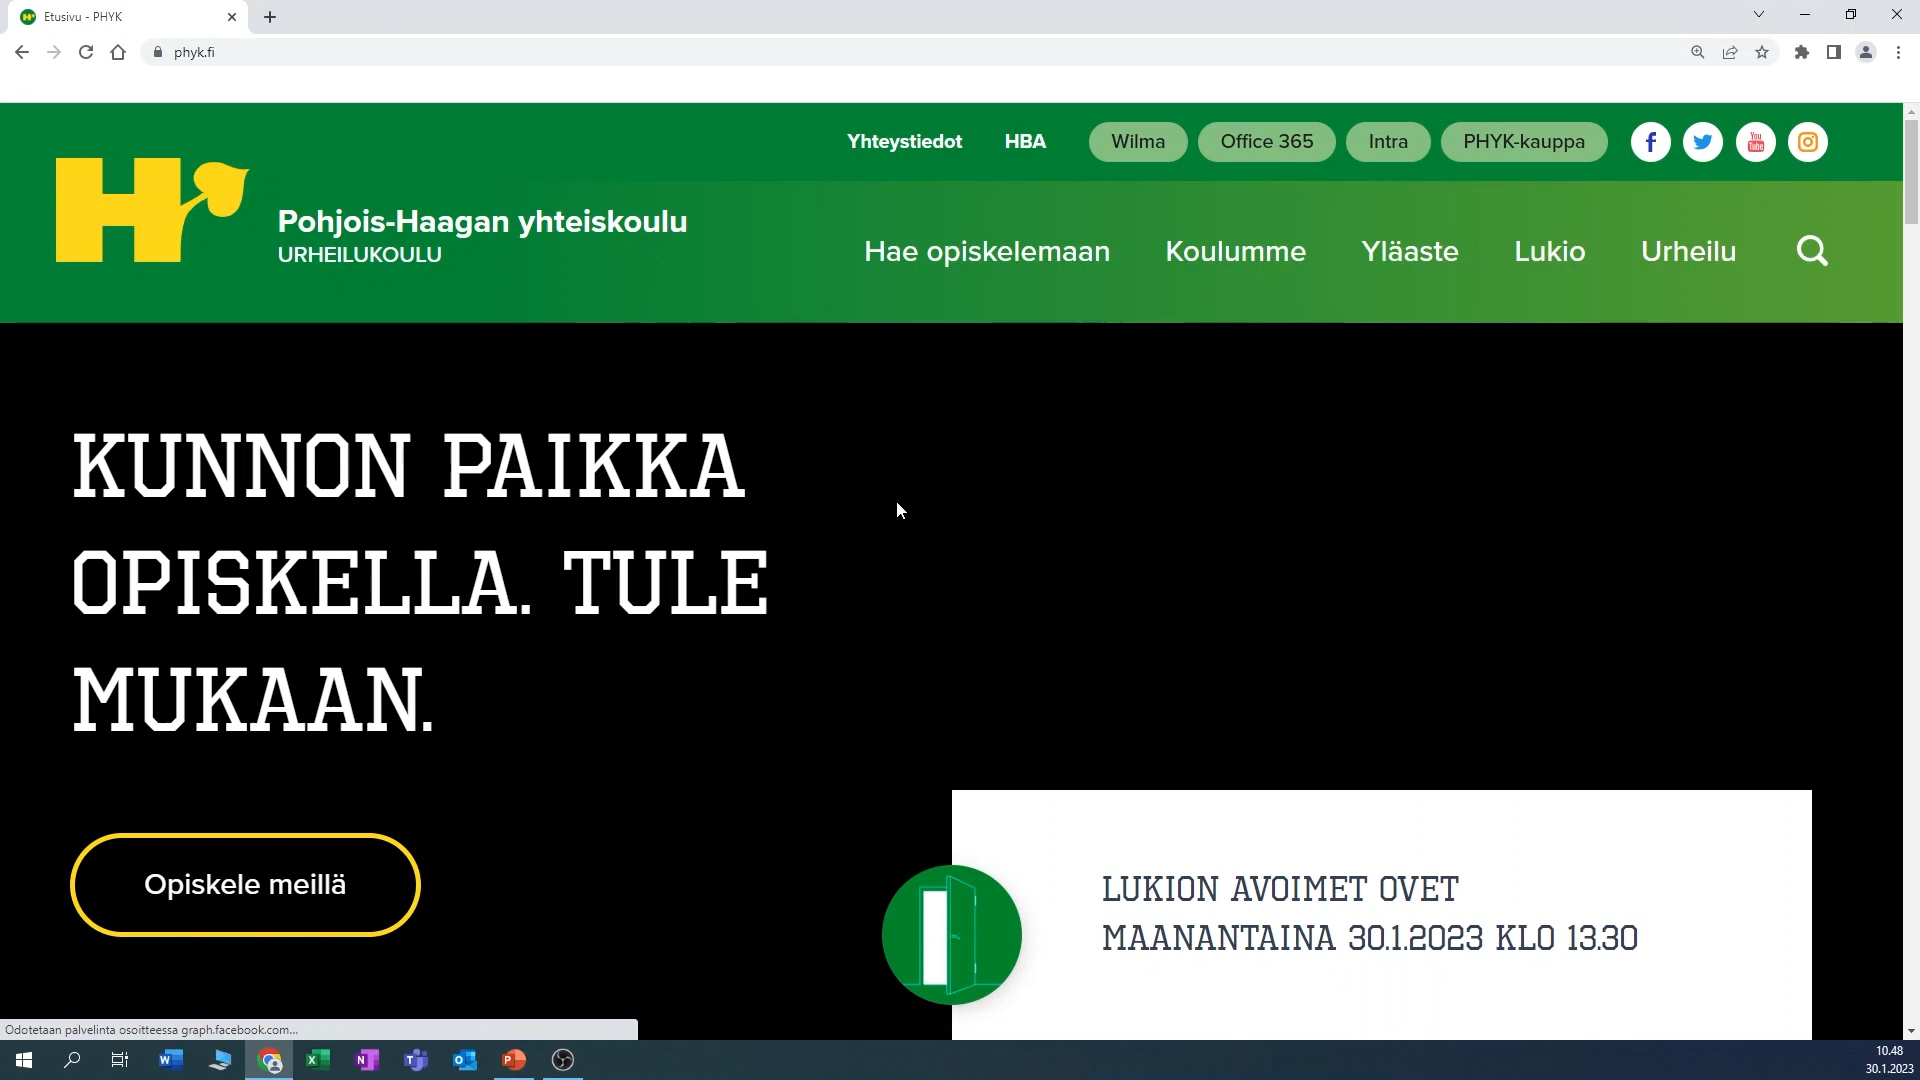 Etusivu - PHYK
phyk.fi
Yhteystiedot
HBA
Wilma
Office 365
Intra
PHYK-kauppa
You Tube
Pohjois-Haagan yhteiskoulu
URHEILUKOULU
Hae opiskelemaan
Koulumme
Yläaste
Lukio
Urheilu
KUNNON PAIKKA
OPISKELLA. TULE
MUKAAN.
Opiskele meillä
LUKION AVOIMET OVET
MAANANTAINA 30.1.2023 KLO 13.30
Odotetaan palvelinta osoitteessa graph.facebook.com...
10.48
30.1.2023